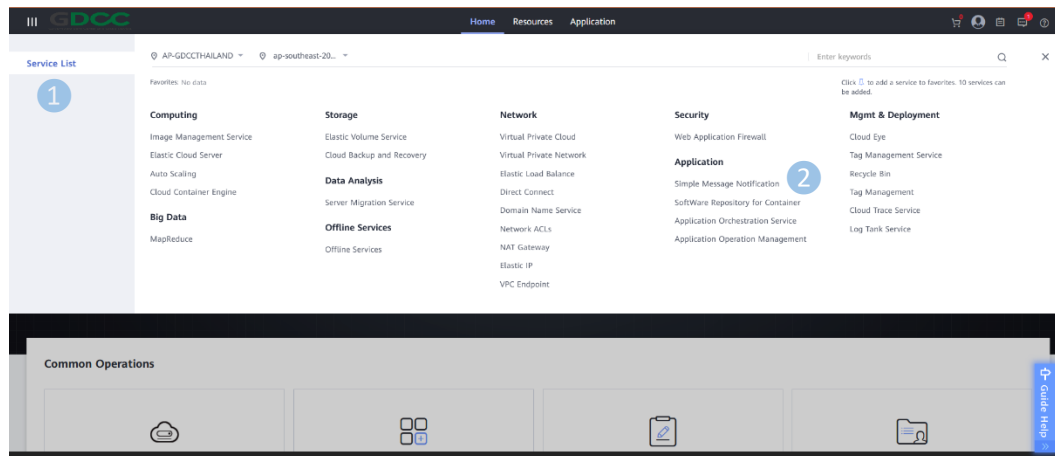 GDCC
Home Resources Application
Service List
AP-GDCCTHAILAND
ap-southeast-20...
Enter keywords
Favorites: No data
Click to add a service to favorites. 10 services can be added.
1
Computing
Image Management Service
Elastic Cloud Server
Auto Scaling
Cloud Container Engine
Big Data
MapReduce
Storage
Elastic Volume Service
Cloud Backup and Recovery
Data Analysis
Server Migration Service
Offline Services
Offline Services
Network
Virtual Private Cloud
Virtual Private Network
Elastic Load Balance
Direct Connect
Domain Name Service
Network ACLs
NAT Gateway
Elastic IP
VPC Endpoint
Security
Web Application Firewall
Application
Simple Message Notification
2
SoftWare Repository for Container
Application Orchestration Service
Application Operation Management
Mgmt & Deployment
Cloud Eye
Tag Management Service
Recycle Bin
Tag Management
Cloud Trace Service
Log Tank Service
Common Operations
Guide Help